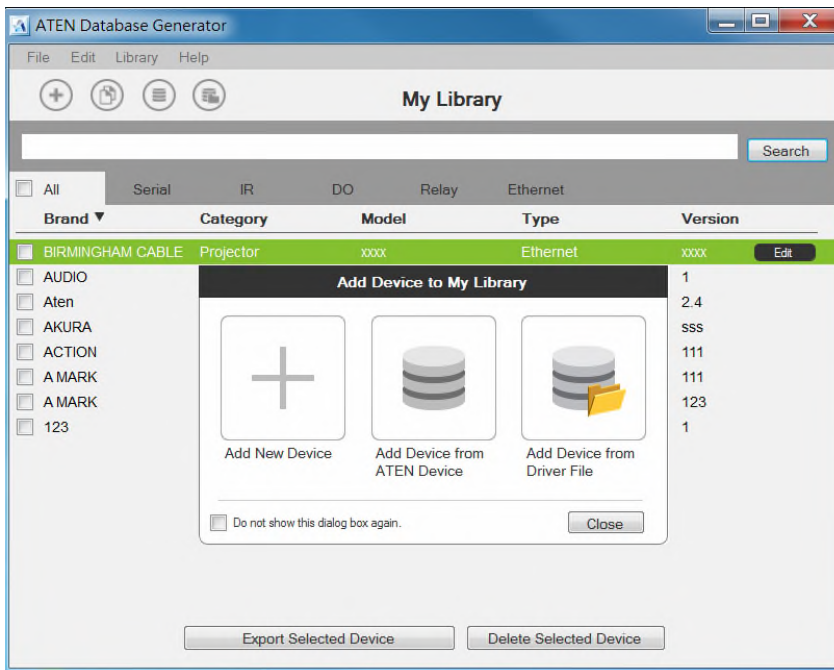 ATEN Database Generator
File Edit Library Help
My Library
Search
All Serial IR DO Relay Ethernet
Brand ▼ Category Model Type Version
BIRMINGHAM CABLE Projector xxxx Ethernet xxxx Edit
AUDIO 1
Aten 2.4
AKURA sss
ACTION 111
A MARK 111
A MARK 123
123 1
Add Device to My Library
Add New Device
Add Device from
ATEN Device
Add Device from
Driver File
Do not show this dialog box again.
Close
Export Selected Device
Delete Selected Device